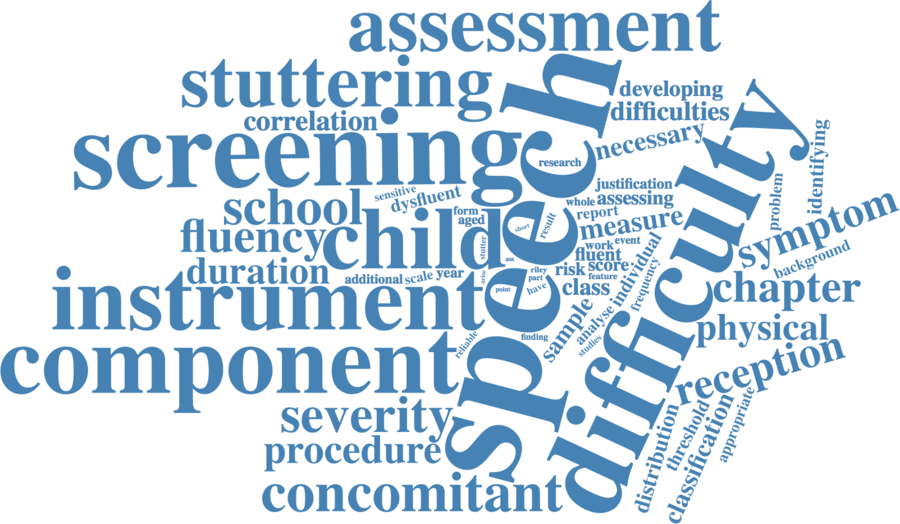 assessment
stuttering
speech
developing
difficulties
correlation
screening
necessary
difficulty
identifying
research
problem
sensitive
dysfluent
justification
whole
assessing
school
form
aged
short
result
report
measure
symptom
fluency
child
stutter
work
event
fluent
background
duration
additional
scale
year
arise
am
riley
part
have
point
risk
score
feature
class
individual
frequency
chapter
instrument
sample
analyse
studies
physical
component
reliable
finding
reception
severity
distribution
threshold
classification
appropriate
procedure
concomitant